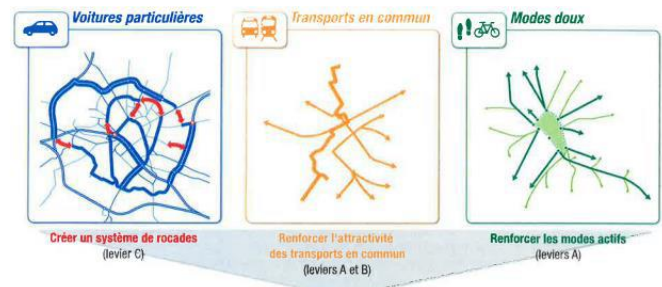 Voitures particulières
Transports en commun
Modes doux
Créer un système de rocades
(levier C)
Renforcer l'attractivité
des transports en commun
(leviers A et B)
Renforcer les modes actifs
(leviers A)